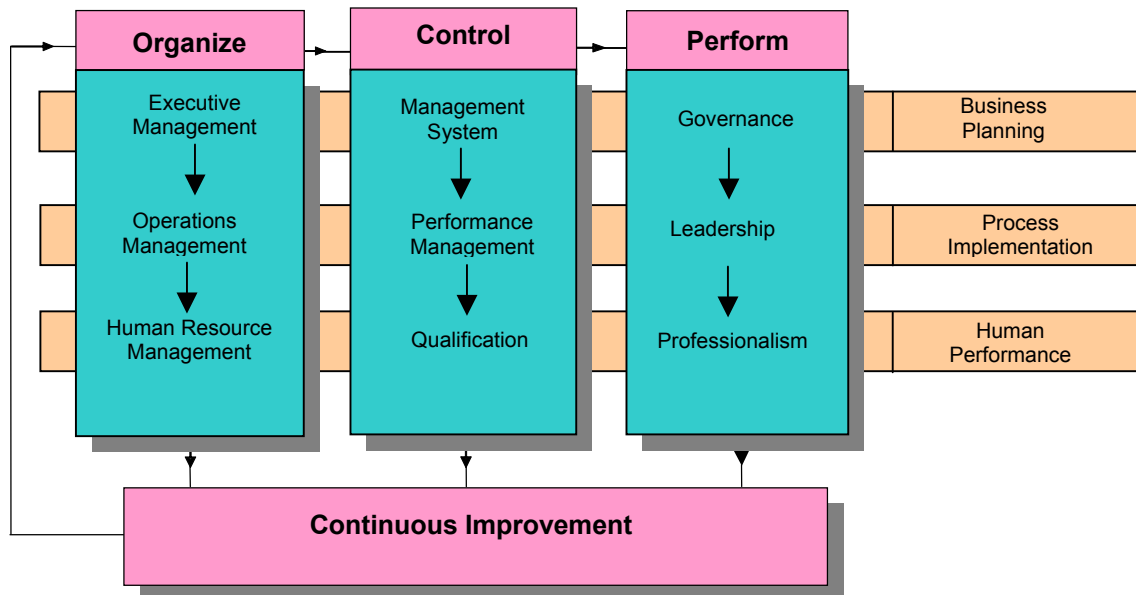 Organize
Control
Perform
Executive
Management
Operations
Management
Human Resource
Management
Management
System
Performance
Management
Qualification
Governance
Leadership
Professionalism
Business
Planning
Process
Implementation
Human
Performance
Continuous Improvement